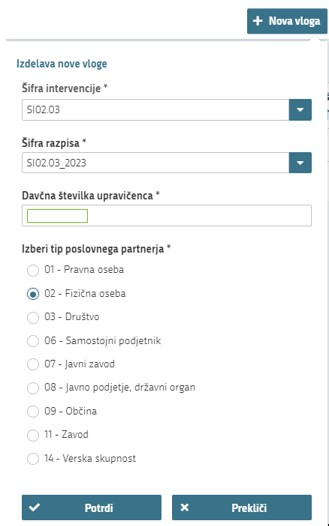 Nova vloga
Izdelava nove vloge
Šifra intervencije *
SI02.03
Šifra razpisa *
SI02.03_2023
Davčna številka upravičenca *
Izberi tip poslovnega partnerja *
01 - Pravna oseba
02 - Fizična oseba
03 - Društvo
06 - Samostojni podjetnik
07 - Javni zavod
08 - Javno podjetje, državni organ
09 - Občina
11 - Zavod
14 - Verska skupnost
Potrdi Prekliči